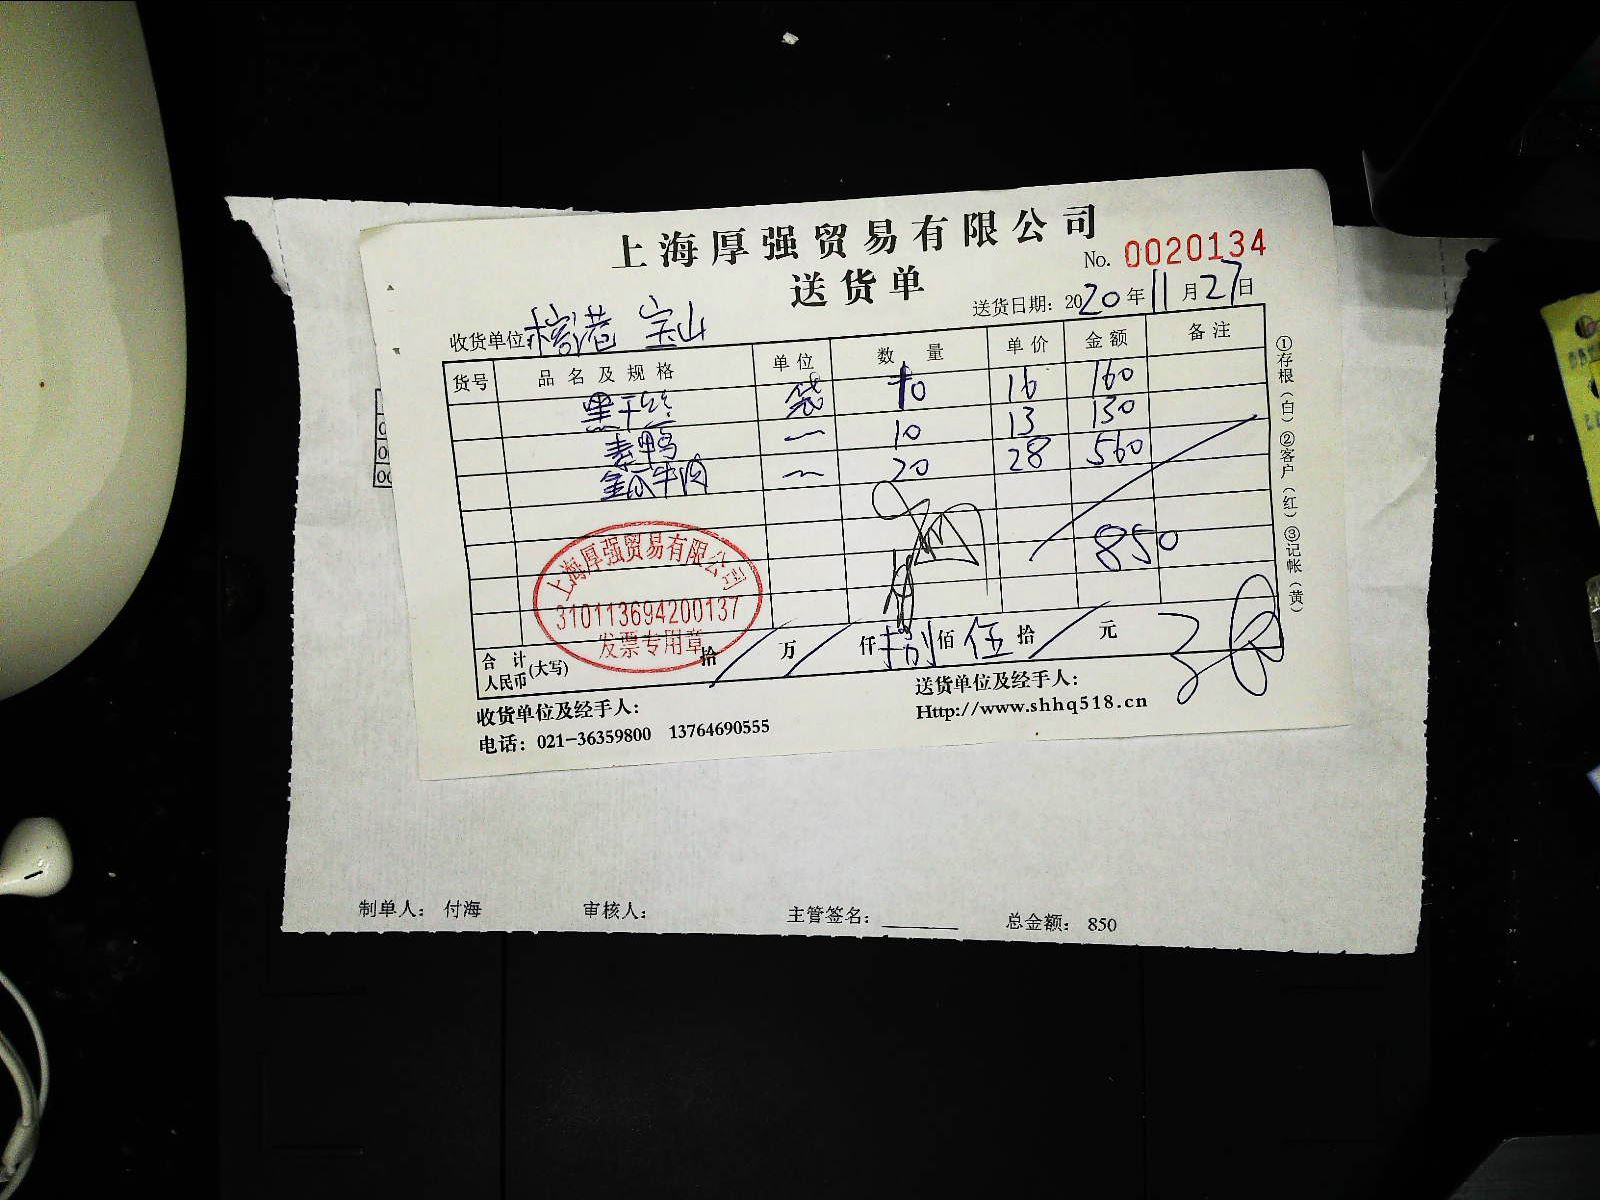 上海厚强贸易有限公司
No. 0020134
送货单
送货日期：2020年11月27日
收货单位 宝山
货号 品名及规格 单位 数量 单价 金额 备注
黑干丝 袋 10 16 160
素鸭 10 13 130
牛肉 20 28 560
850
上海厚强贸易有限公司
310113694200137
发票专用章
合计人民币(大写) 拾 万 仟 捌佰 伍拾 元
收货单位及经手人：
送货单位及经手人：
电话：021-36359800 13764690555
Http://www.shhq518.cn
①存根（白）②客户（红）③记帐（黄）
制单人： 付海 审核人： 主管签名： 总金额： 850